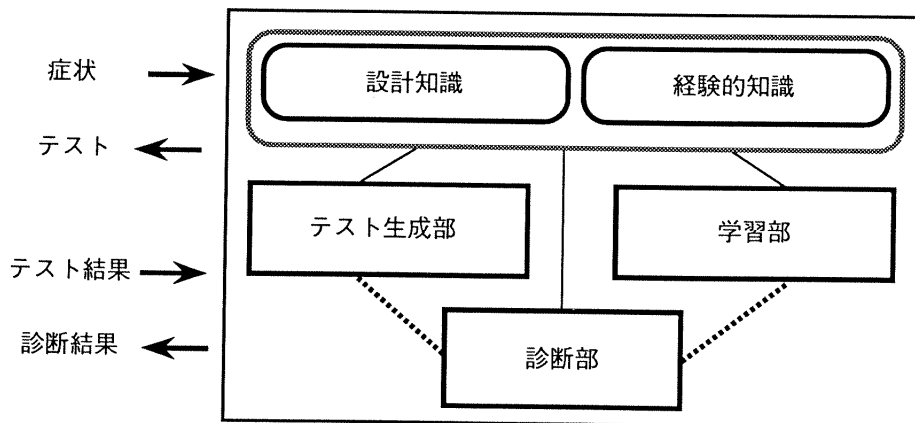 症状
設計知識
経験的知識
テスト
テスト生成部
学習部
テスト結果
診断結果
診断部